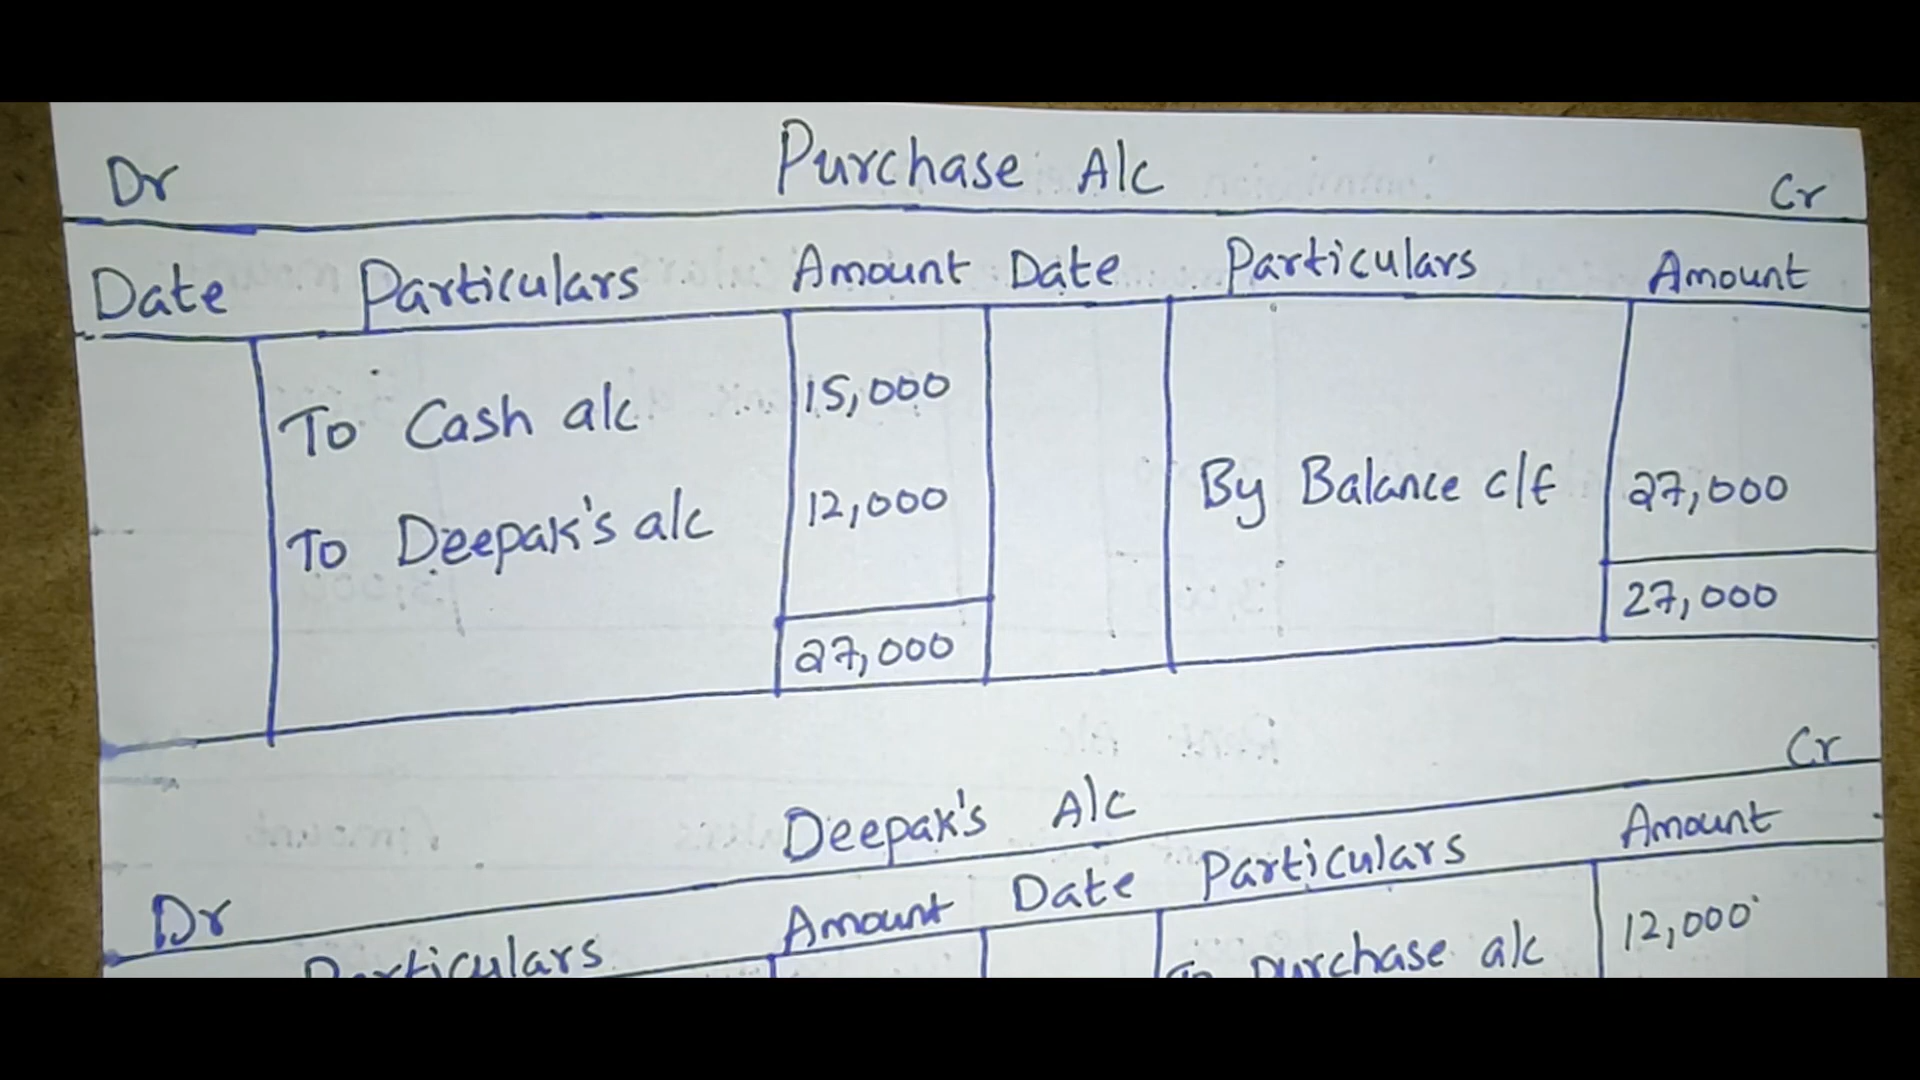 Dr Purchase A/c Cr
Date Particulars Amount Date Particulars Amount
To Cash a/c 15,000
To Deepak's a/c 12,000 By Balance c/f 27,000
27,000 27,000
Deepak's A/c Cr
Dr Particulars Amount Date Particulars Amount
purchase a/c 12,000